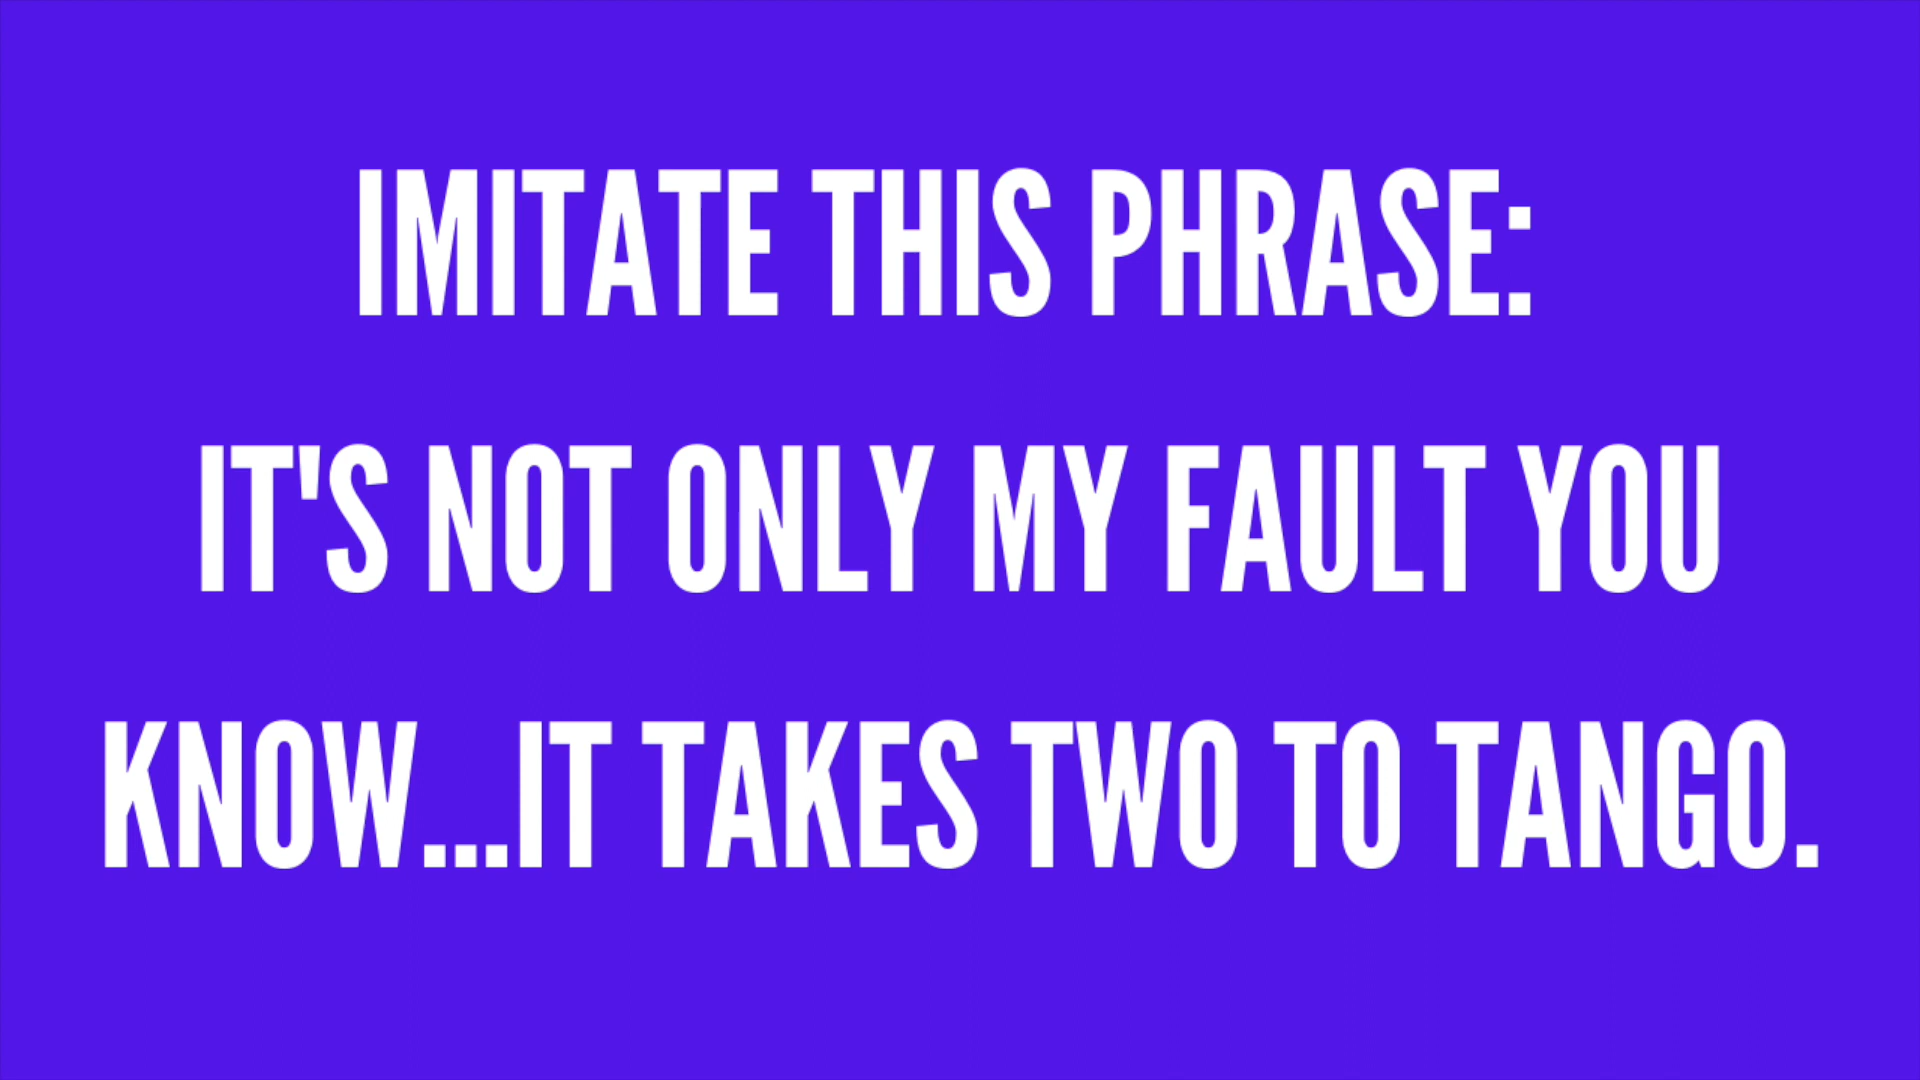 IMITATE THIS PHRASE:
IT'S NOT ONLY MY FAULT YOU
KNOW...IT TAKES TWO TO TANGO.